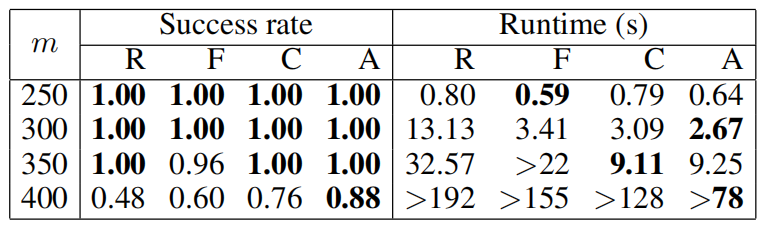 m Success rate Runtime (s)
R F C A R F C A
250 1.00 1.00 1.00 1.00 0.80 0.59 0.79 0.64
300 1.00 1.00 1.00 1.00 13.13 3.41 3.09 2.67
350 1.00 0.96 1.00 1.00 32.57 >22 9.11 9.25
400 0.48 0.60 0.76 0.88 >192 >155 >128 >78